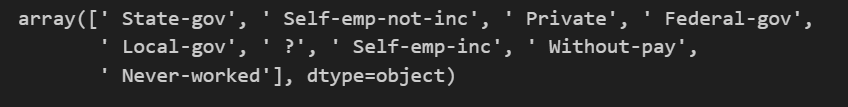 array([' State-gov', ' Self-emp-not-inc', ' Private', ' Federal-gov',
       ' Local-gov', ' ?', ' Self-emp-inc', ' Without-pay',
       ' Never-worked'], dtype=object)